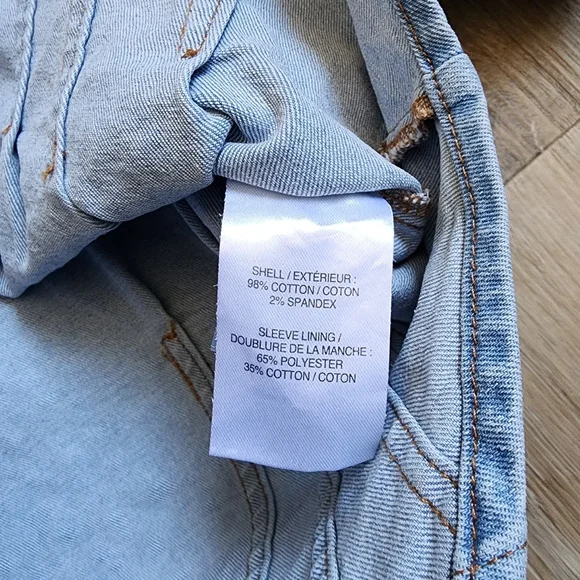 SHELL / EXTÉRIEUR :
98% COTTON / COTON
2% SPANDEX
SLEEVE LINING /
DOUBLURE DE LA MANCHE :
65% POLYESTER
35% COTTON / COTON